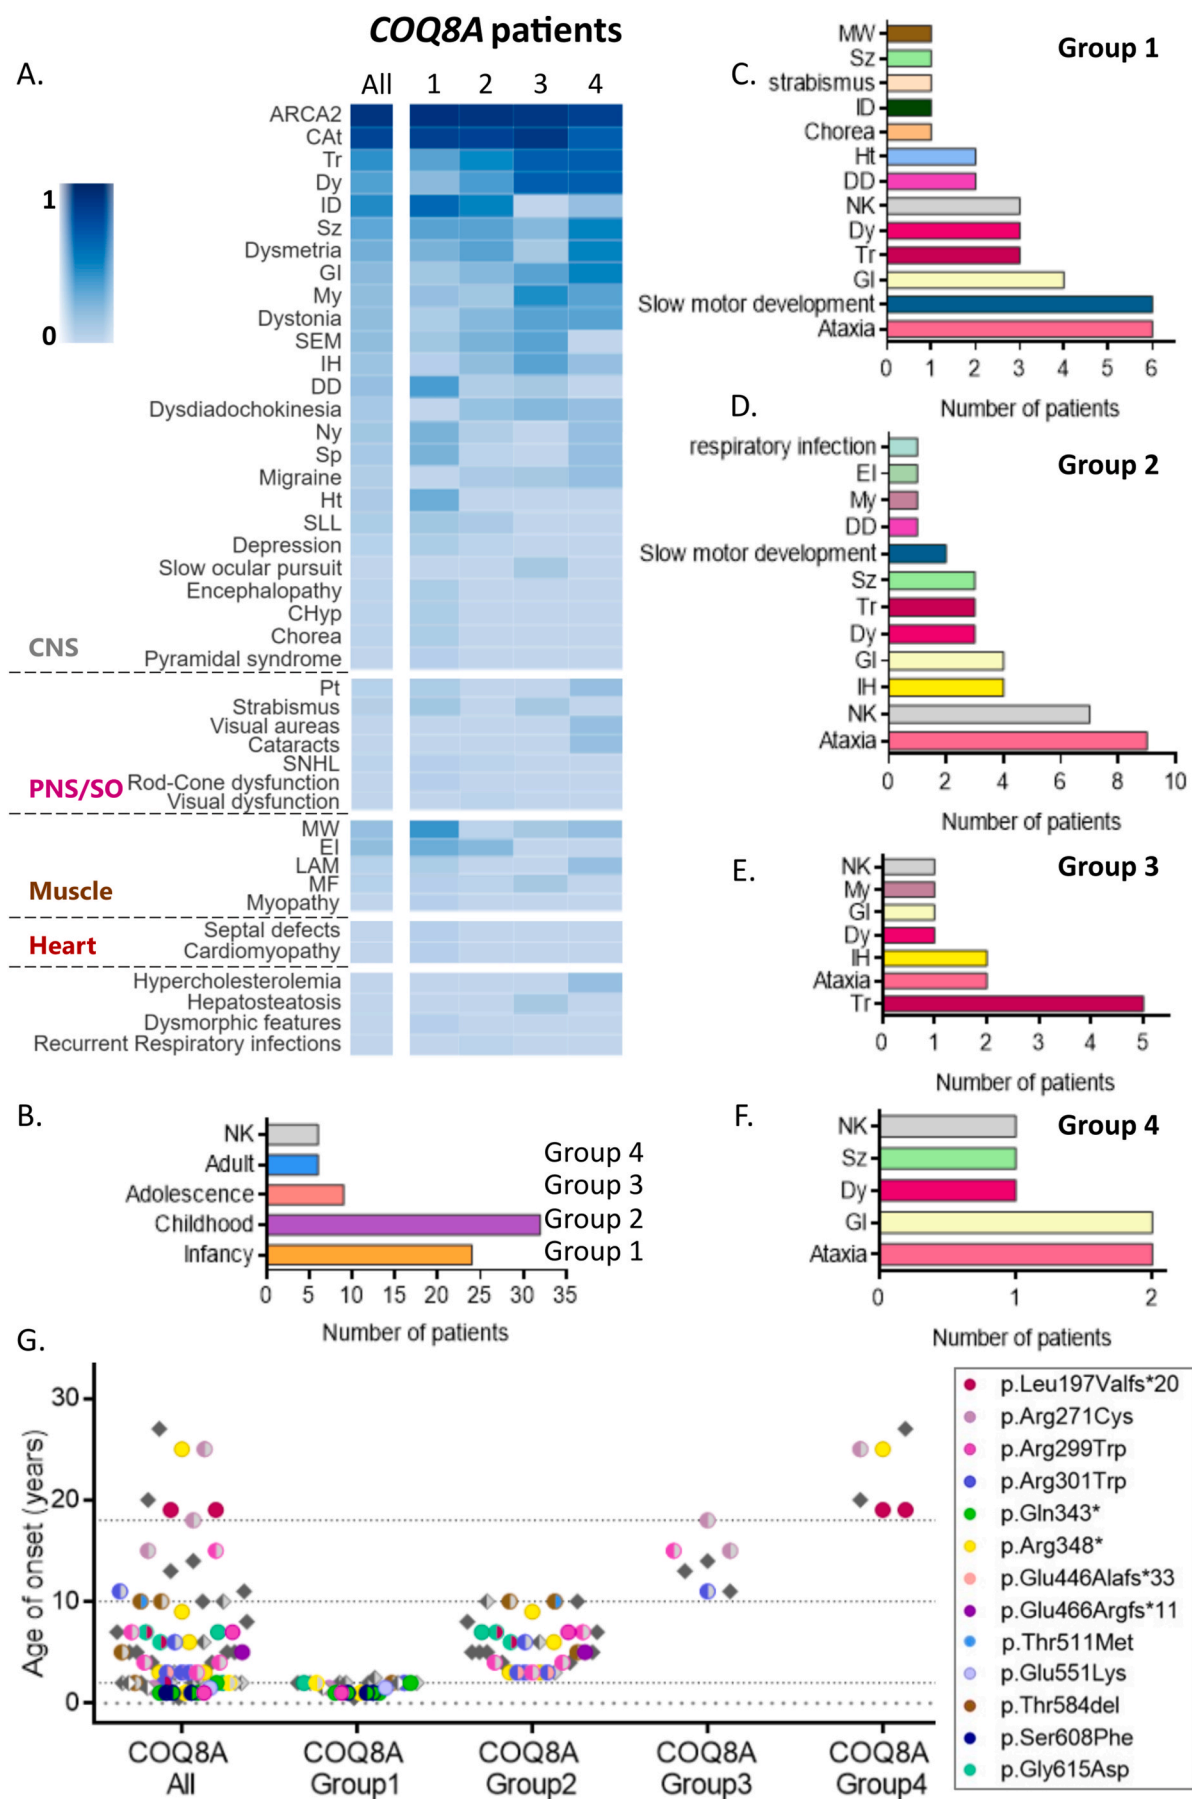 COQ8A patients
A.
All 1 2 3 4
1
0
ARCA2
CAt
Tr
Dy
ID
Sz
Dysmetria
GI
My
Dystonia
SEM
IH
DD
Dysdiadochokinesia
Ny
Sp
Migraine
Ht
SLL
Depression
Slow ocular pursuit
Encephalopathy
CHyp
Chorea
Pyramidal syndrome
CNS
Pt
Strabismus
Visual aureas
Cataracts
SNHL
Rod-Cone dysfunction
Visual dysfunction
PNS/SO
MW
EI
LAM
MF
Myopathy
Muscle
Septal defects
Cardiomyopathy
Heart
Hypercholesterolemia
Hepatosteatosis
Dysmorphic features
Recurrent Respiratory infections
B.
NK
Adult
Adolescence
Childhood
Infancy
Group 4
Group 3
Group 2
Group 1
0 5 10 15 20 25 30 35
Number of patients
C.
Group 1
MW
Sz
strabismus
ID
Chorea
Ht
DD
NK
Dy
Tr
GI
Slow motor development
Ataxia
0 1 2 3 4 5 6
Number of patients
D.
Group 2
respiratory infection
EI
My
DD
Slow motor development
Sz
Tr
Dy
GI
IH
NK
Ataxia
0 2 4 6 8 10
Number of patients
E.
Group 3
NK
My
GI
Dy
IH
Ataxia
Tr
0 1 2 3 4 5
Number of patients
F.
Group 4
NK
Sz
Dy
GI
Ataxia
0 1 2
Number of patients
G.
Age of onset (years)
30
20
10
0
COQ8A All
COQ8A Group1
COQ8A Group2
COQ8A Group3
COQ8A Group4
p.Leu197Valfs*20
p.Arg271Cys
p.Arg299Trp
p.Arg301Trp
p.Gln343*
p.Arg348*
p.Glu446Alafs*33
p.Glu466Argfs*11
p.Thr511Met
p.Glu551Lys
p.Thr584del
p.Ser608Phe
p.Gly615Asp